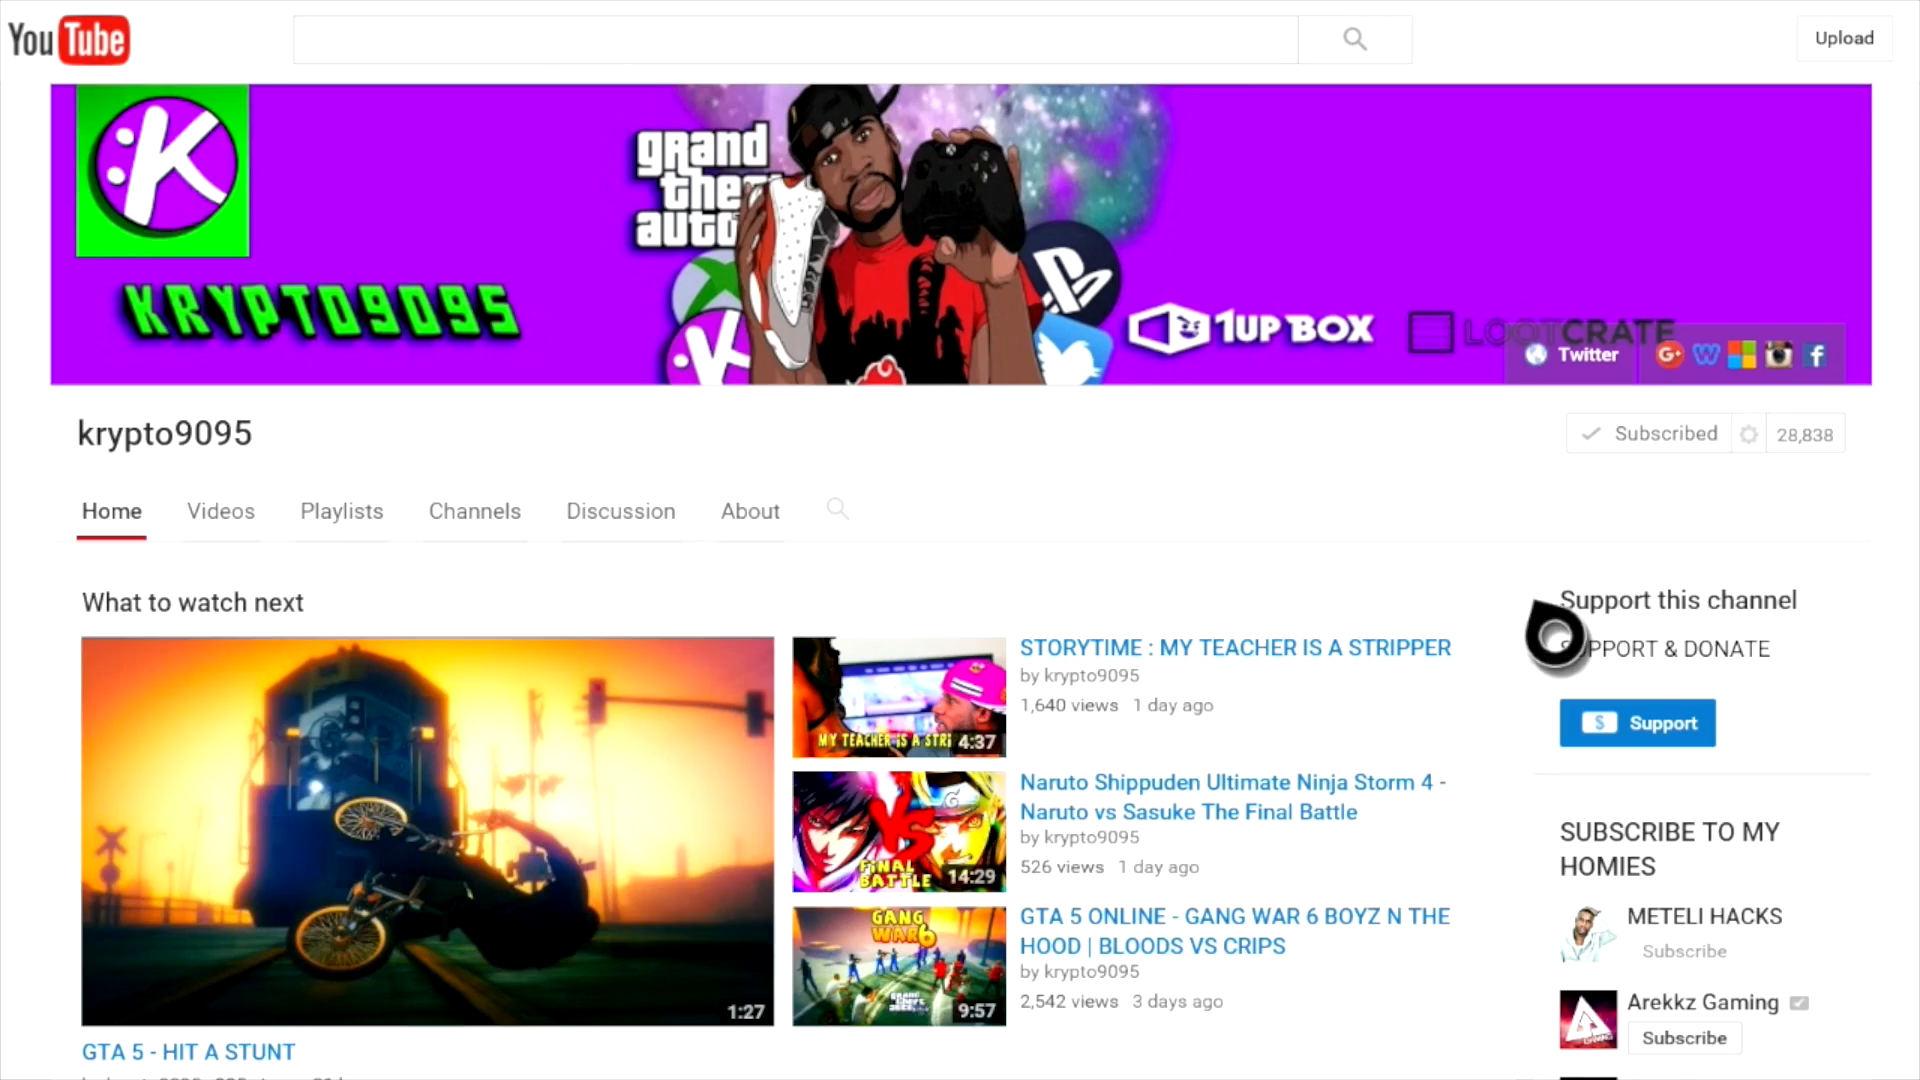 YouTube
Upload
grand
theft
auto
KRYPTO9095
1UP BOX
LOOTCRATE
Twitter
krypto9095
Subscribed
28,838
Home
Videos
Playlists
Channels
Discussion
About
What to watch next
1:27
GTA 5 - HIT A STUNT
MY TEACHER IS A STRI
4:37
STORYTIME : MY TEACHER IS A STRIPPER
by krypto9095
1,640 views 1 day ago
VS
FINAL
BATTLE
14:29
Naruto Shippuden Ultimate Ninja Storm 4 -
Naruto vs Sasuke The Final Battle
by krypto9095
526 views 1 day ago
GANG
WAR 6
9:57
GTA 5 ONLINE - GANG WAR 6 BOYZ N THE
HOOD | BLOODS VS CRIPS
by krypto9095
2,542 views 3 days ago
Support this channel
SUPPORT & DONATE
$ Support
SUBSCRIBE TO MY
HOMIES
METELI HACKS
Subscribe
Arekkz Gaming
Subscribe